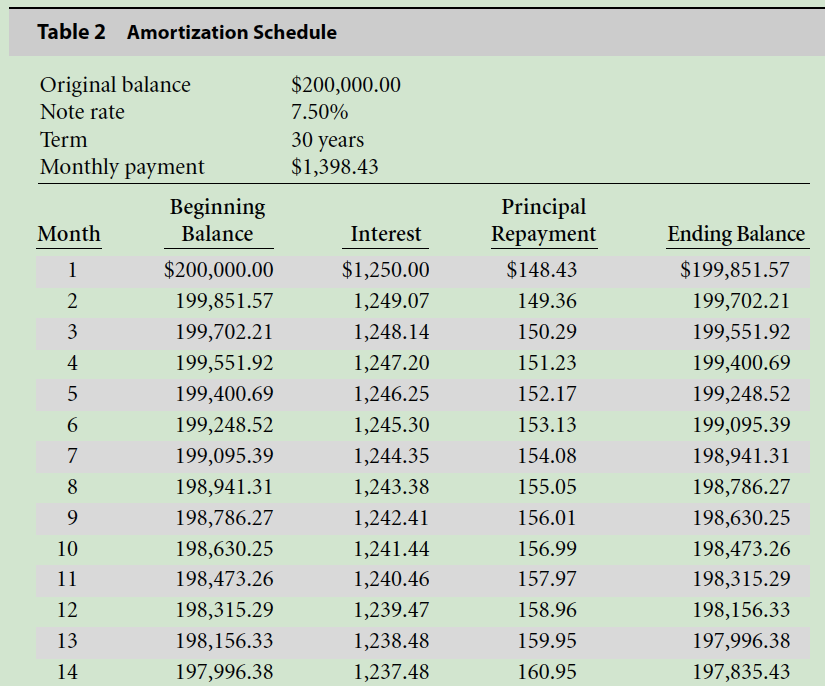 Table 2 Amortization Schedule
Original balance $200,000.00
Note rate 7.50%
Term 30 years
Monthly payment $1,398.43
Beginning Principal
Month Balance Interest Repayment Ending Balance
1 $200,000.00 $1,250.00 $148.43 $199,851.57
2 199,851.57 1,249.07 149.36 199,702.21
3 199,702.21 1,248.14 150.29 199,551.92
4 199,551.92 1,247.20 151.23 199,400.69
5 199,400.69 1,246.25 152.17 199,248.52
6 199,248.52 1,245.30 153.13 199,095.39
7 199,095.39 1,244.35 154.08 198,941.31
8 198,941.31 1,243.38 155.05 198,786.27
9 198,786.27 1,242.41 156.01 198,630.25
10 198,630.25 1,241.44 156.99 198,473.26
11 198,473.26 1,240.46 157.97 198,315.29
12 198,315.29 1,239.47 158.96 198,156.33
13 198,156.33 1,238.48 159.95 197,996.38
14 197,996.38 1,237.48 160.95 197,835.43